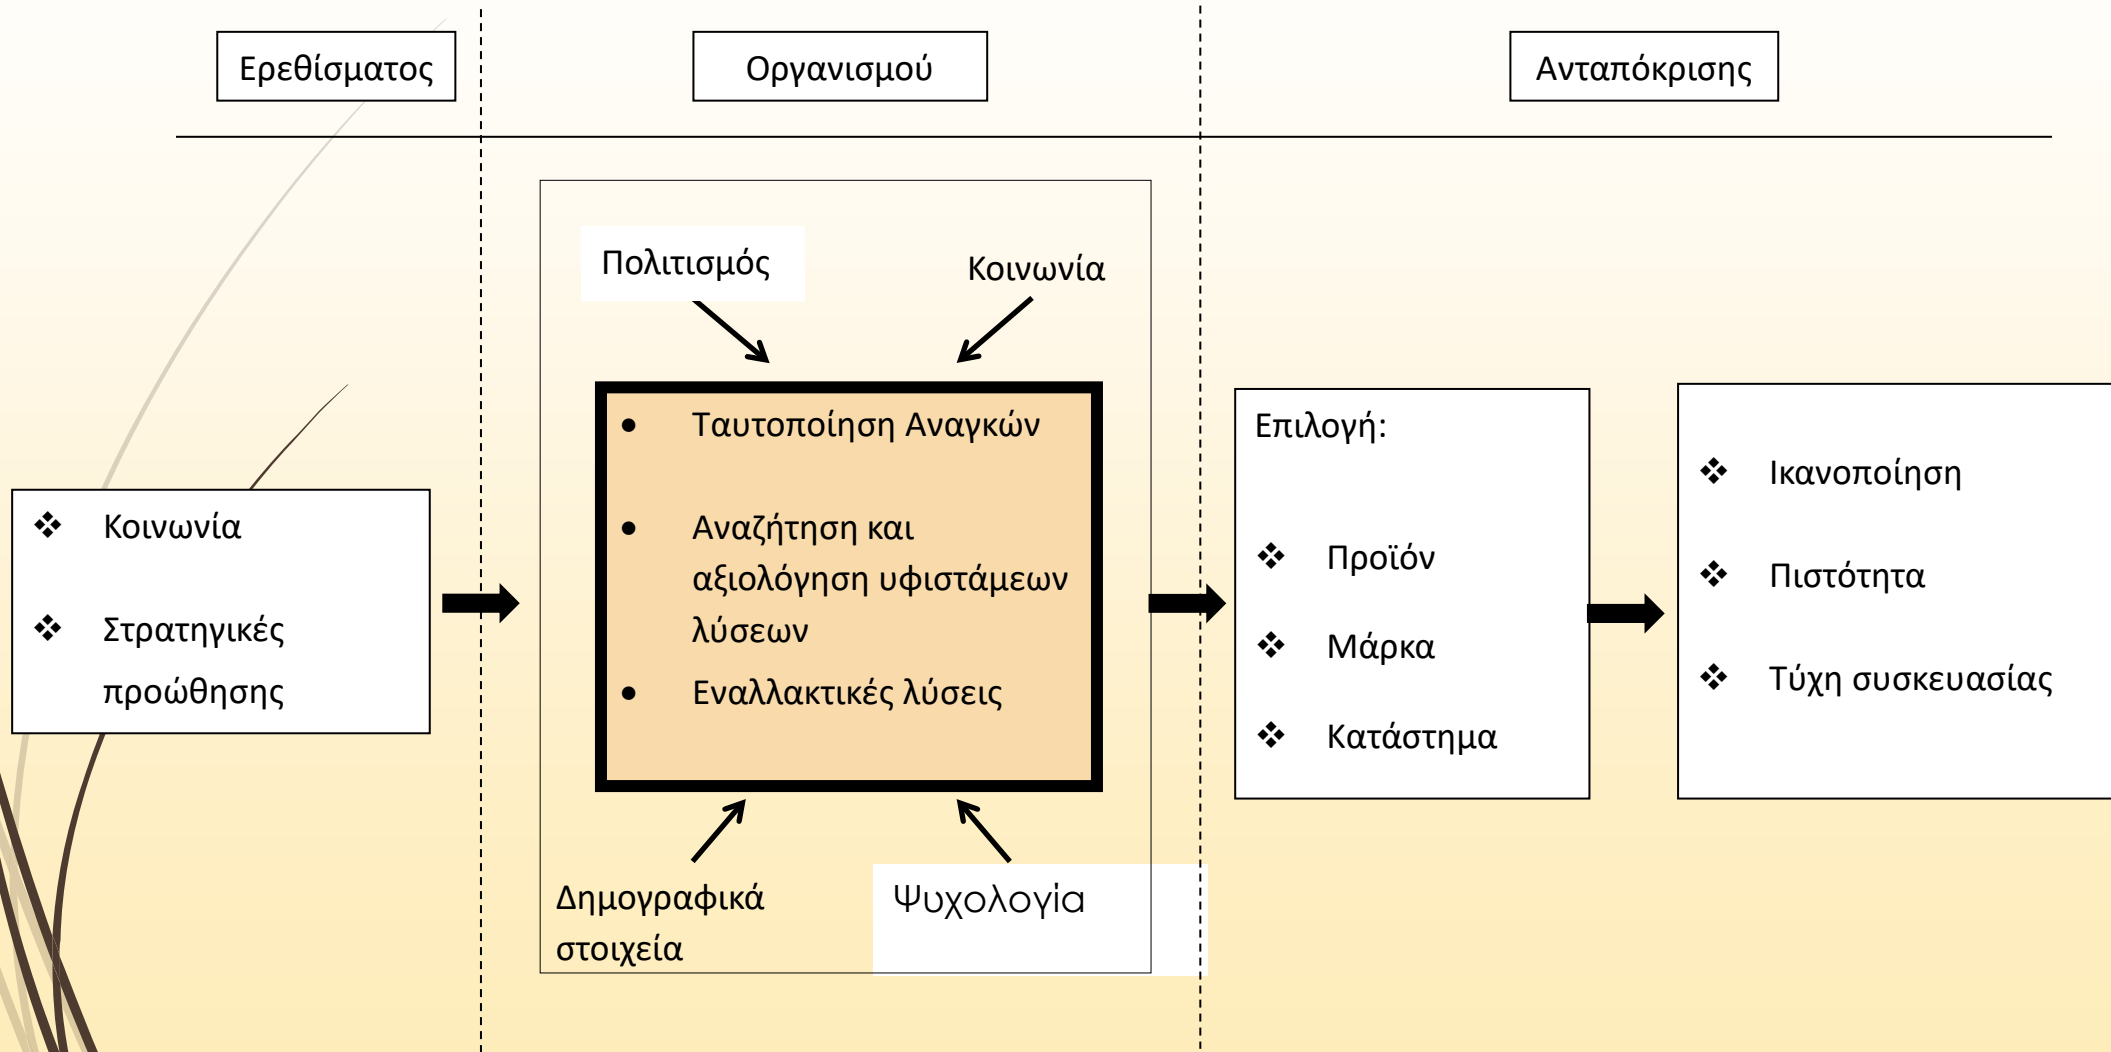 Ερεθίσματος
Οργανισμού
Ανταπόκρισης
❖ Κοινωνία
❖ Στρατηγικές
προώθησης
Πολιτισμός
Κοινωνία
• Ταυτοποίηση Αναγκών
• Αναζήτηση και
αξιολόγηση υφιστάμεων
λύσεων
• Εναλλακτικές λύσεις
Δημογραφικά
στοιχεία
Ψυχολογία
Επιλογή:
❖ Προϊόν
❖ Μάρκα
❖ Κατάστημα
❖ Ικανοποίηση
❖ Πιστότητα
❖ Τύχη συσκευασίας